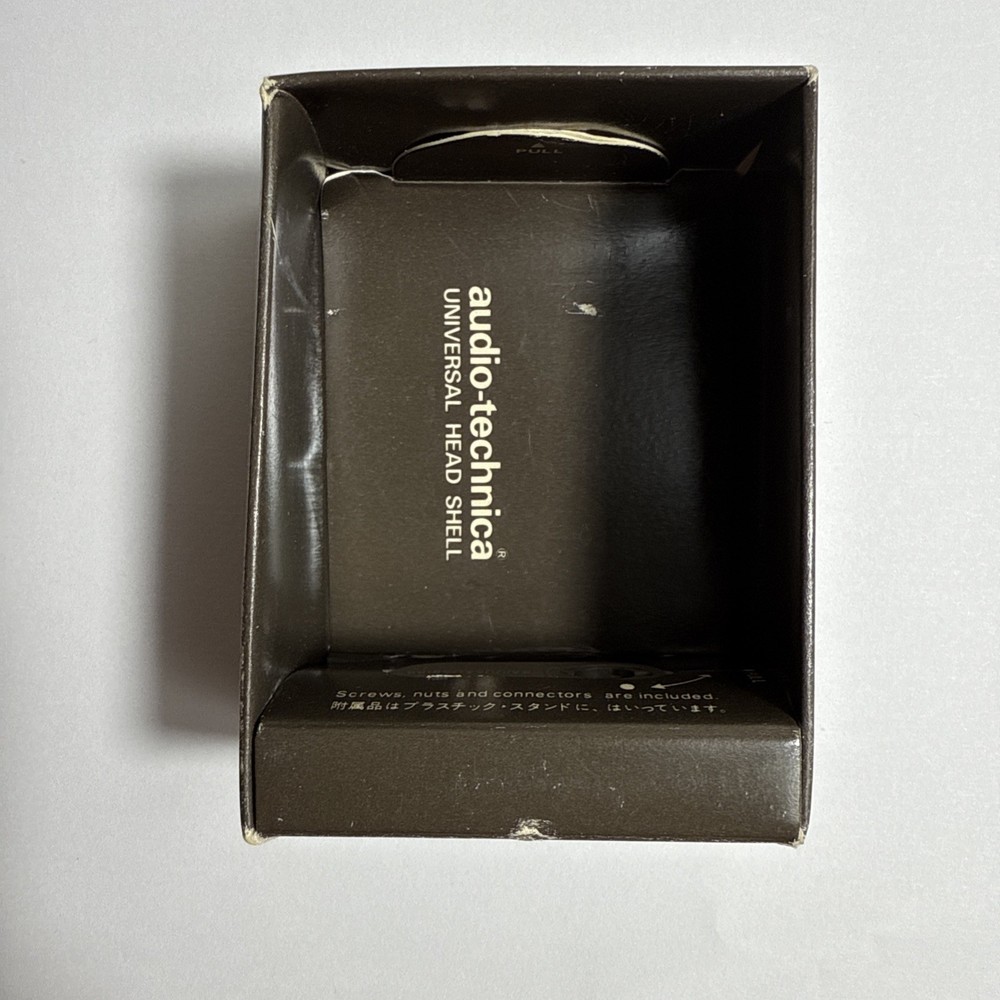 PULL
audio-technica®
UNIVERSAL HEAD SHELL
Screws, nuts and connectors are included.
附属品はプラスチック・スタンドに、はいっています。